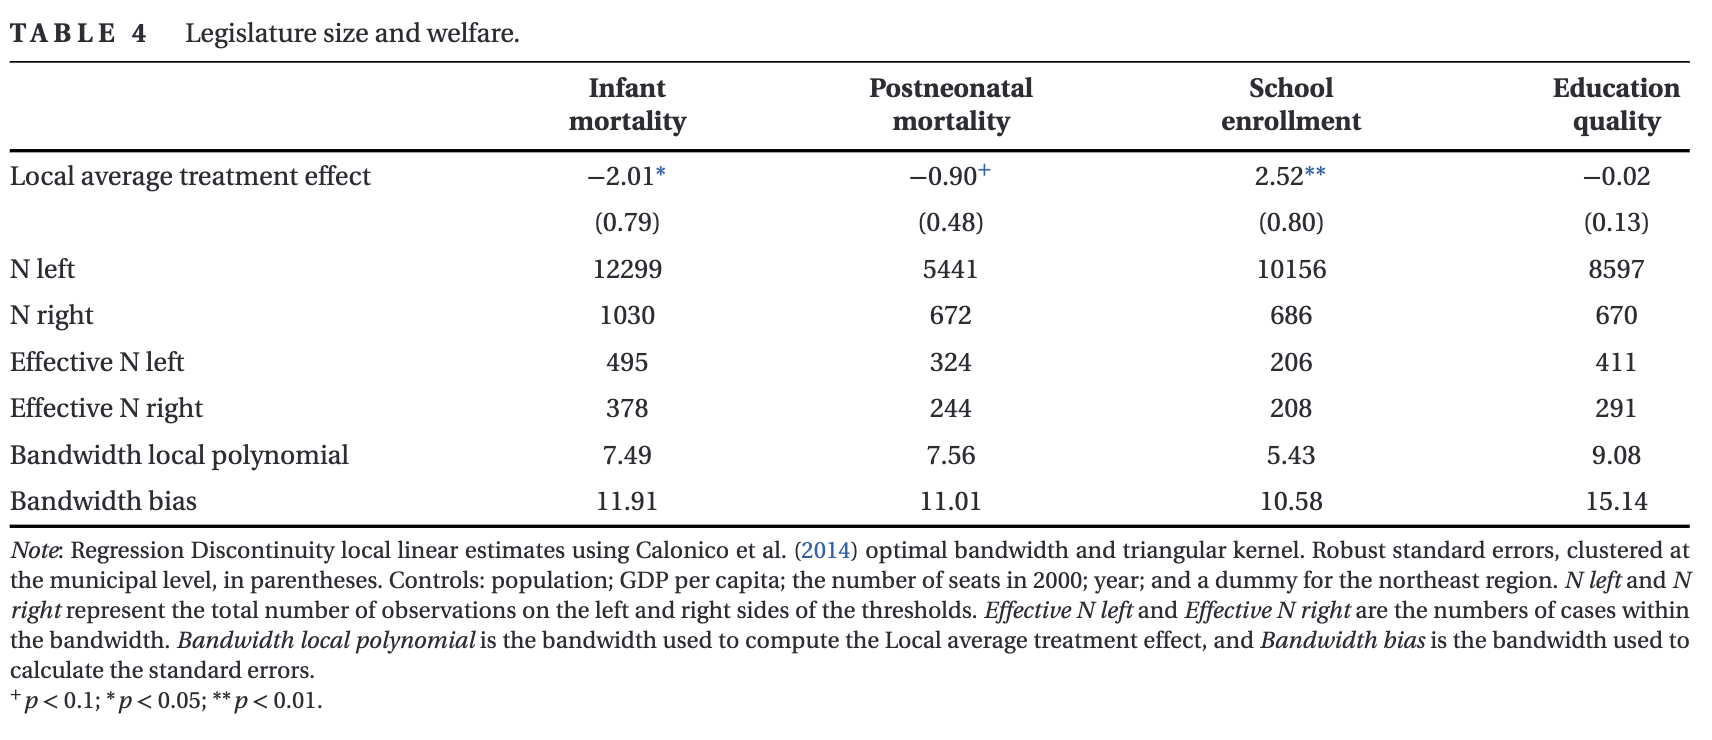 TABLE 4 Legislature size and welfare.
Infant mortality Postneonatal mortality School enrollment Education quality
Local average treatment effect −2.01* −0.90+ 2.52** −0.02
(0.79) (0.48) (0.80) (0.13)
N left 12299 5441 10156 8597
N right 1030 672 686 670
Effective N left 495 324 206 411
Effective N right 378 244 208 291
Bandwidth local polynomial 7.49 7.56 5.43 9.08
Bandwidth bias 11.91 11.01 10.58 15.14
Note: Regression Discontinuity local linear estimates using Calonico et al. (2014) optimal bandwidth and triangular kernel. Robust standard errors, clustered at
the municipal level, in parentheses. Controls: population; GDP per capita; the number of seats in 2000; year; and a dummy for the northeast region. N left and N
right represent the total number of observations on the left and right sides of the thresholds. Effective N left and Effective N right are the numbers of cases within
the bandwidth. Bandwidth local polynomial is the bandwidth used to compute the Local average treatment effect, and Bandwidth bias is the bandwidth used to
calculate the standard errors.
+p < 0.1; *p < 0.05; **p < 0.01.